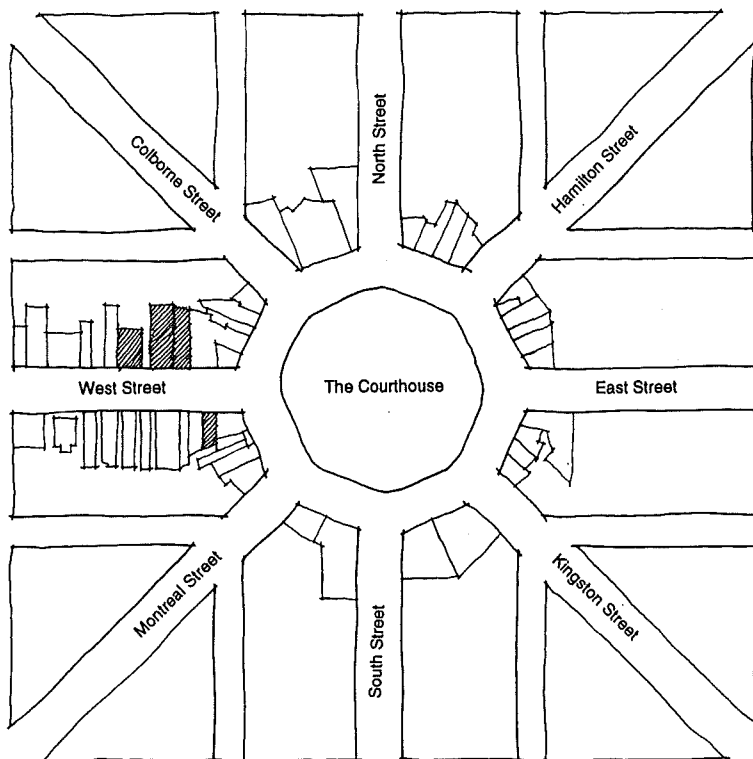 North Street
Colborne Street
Hamilton Street
West Street
The Courthouse
East Street
Montreal Street
South Street
Kingston Street